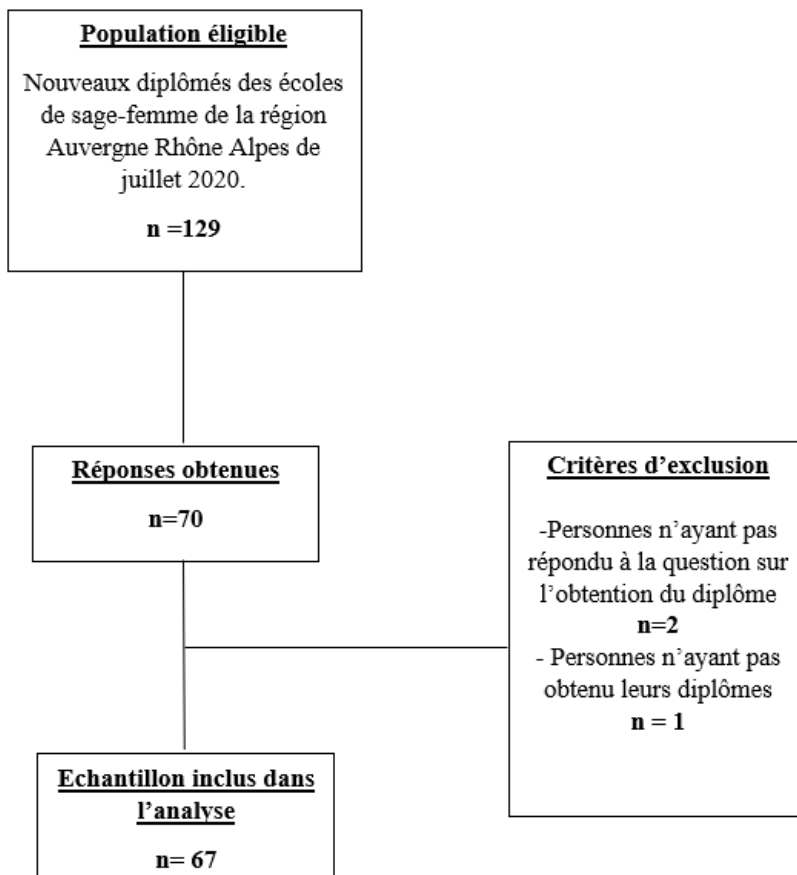 Population éligible
Nouveaux diplômés des écoles
de sage-femme de la région
Auvergne Rhône Alpes de
juillet 2020.
n =129
Réponses obtenues
n=70
Critères d’exclusion
-Personnes n’ayant pas
répondu à la question sur
l’obtention du diplôme
n=2
- Personnes n’ayant pas
obtenu leurs diplômes
n = 1
Echantillon inclus dans
l’analyse
n= 67